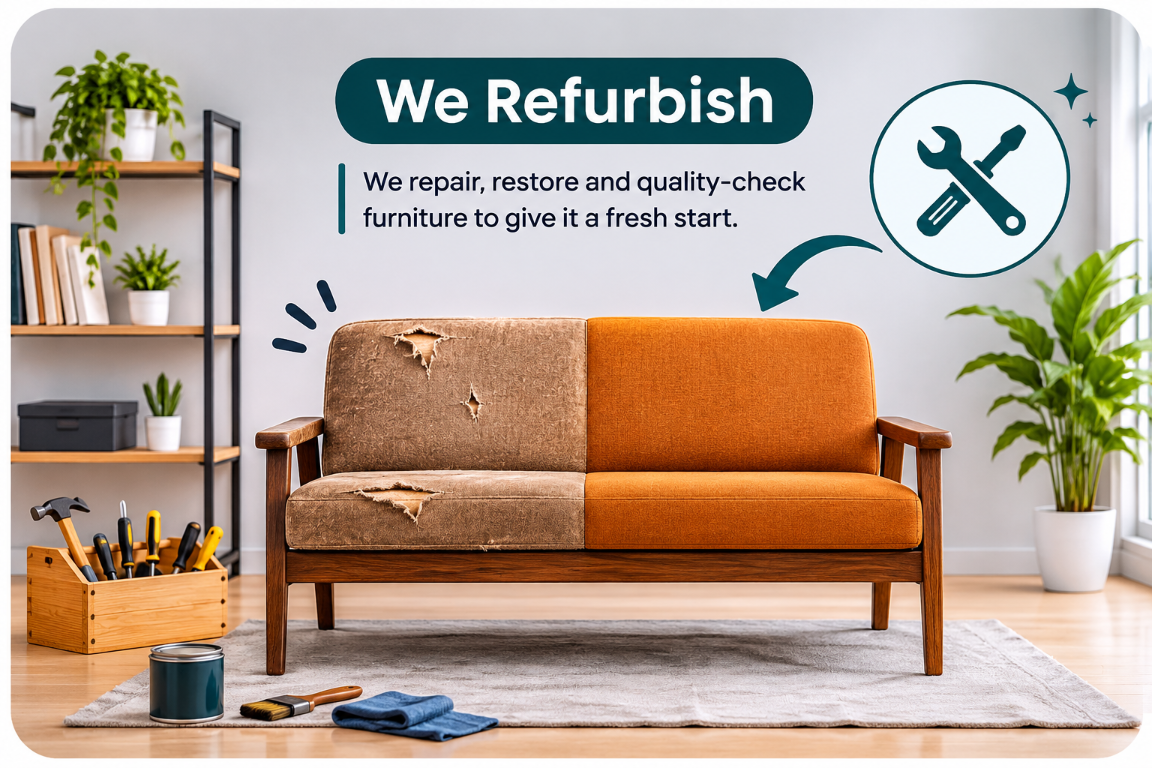 We Refurbish
We repair, restore and quality-check
furniture to give it a fresh start.